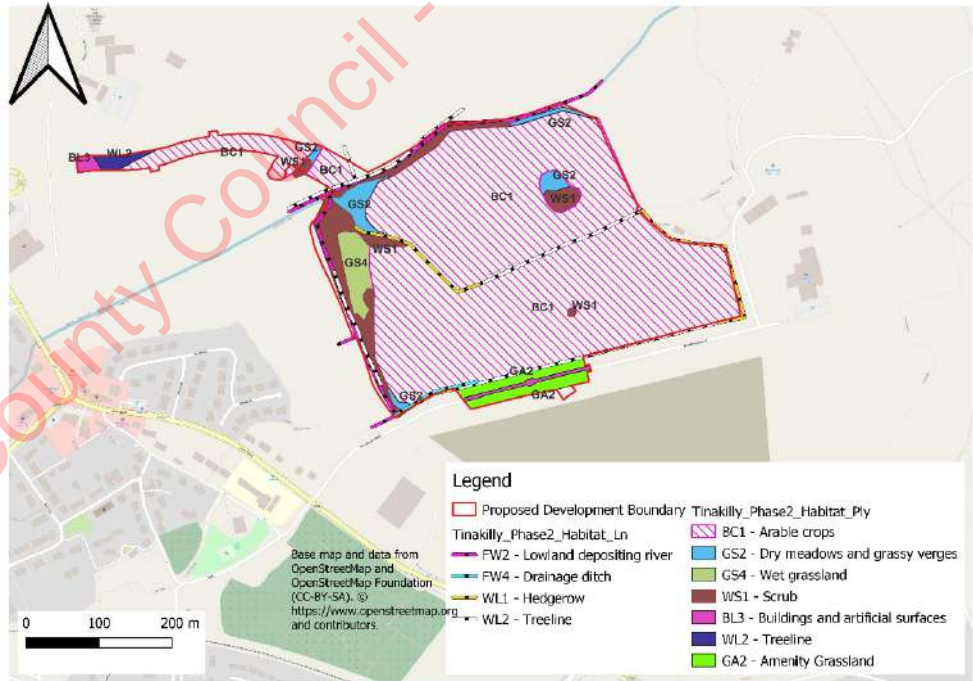 County Council -
GS2
WL2
BL3
BC1
GS2
WS1
BC1
GS2
BC1
WS1
GS2
WS1
GS4
BC1
WS1
GS2
GA2
GA2
Legend
Proposed Development Boundary
Tinakilly_Phase2_Habitat_Ln
FW2 - Lowland depositing river
FW4 - Drainage ditch
WL1 - Hedgerow
WL2 - Treeline
Tinakilly_Phase2_Habitat_Ply
BC1 - Arable crops
GS2 - Dry meadows and grassy verges
GS4 - Wet grassland
WS1 - Scrub
BL3 - Buildings and artificial surfaces
WL2 - Treeline
GA2 - Amenity Grassland
Base map and data from
OpenStreetMap and
OpenStreetMap Foundation
(CC-BY-SA). ©
https://www.openstreetmap.org
and contributors.
0 100 200 m